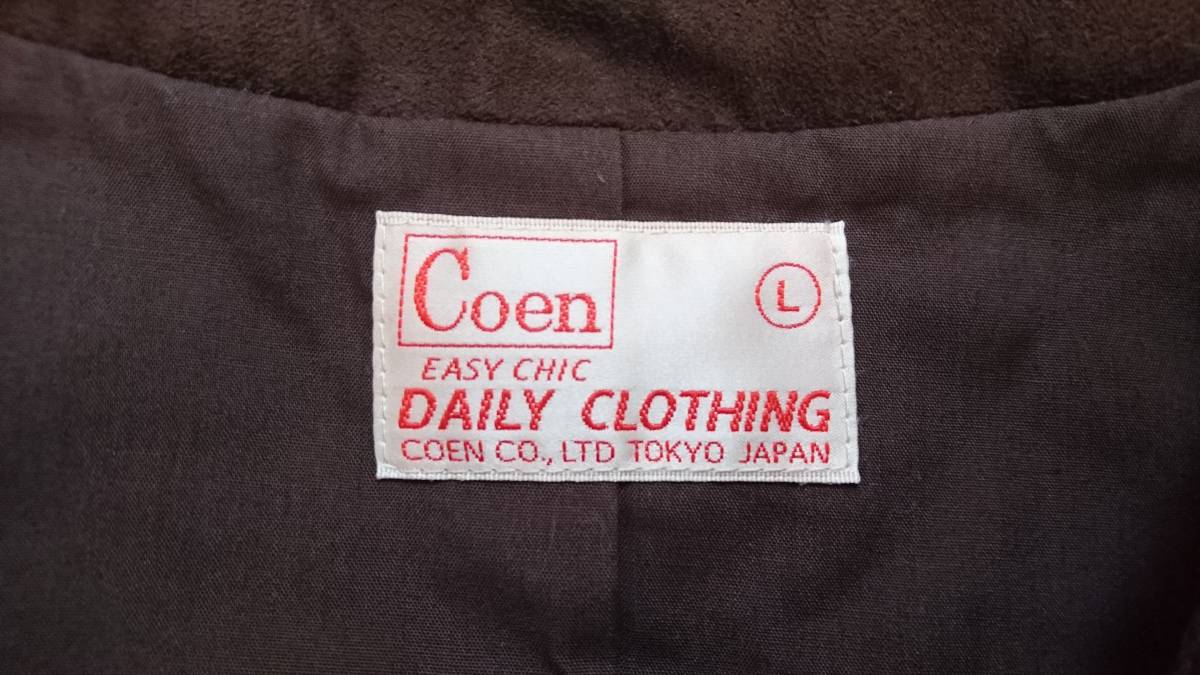 Coen
L
EASY CHIC
DAILY CLOTHING
COEN CO., LTD TOKYO JAPAN